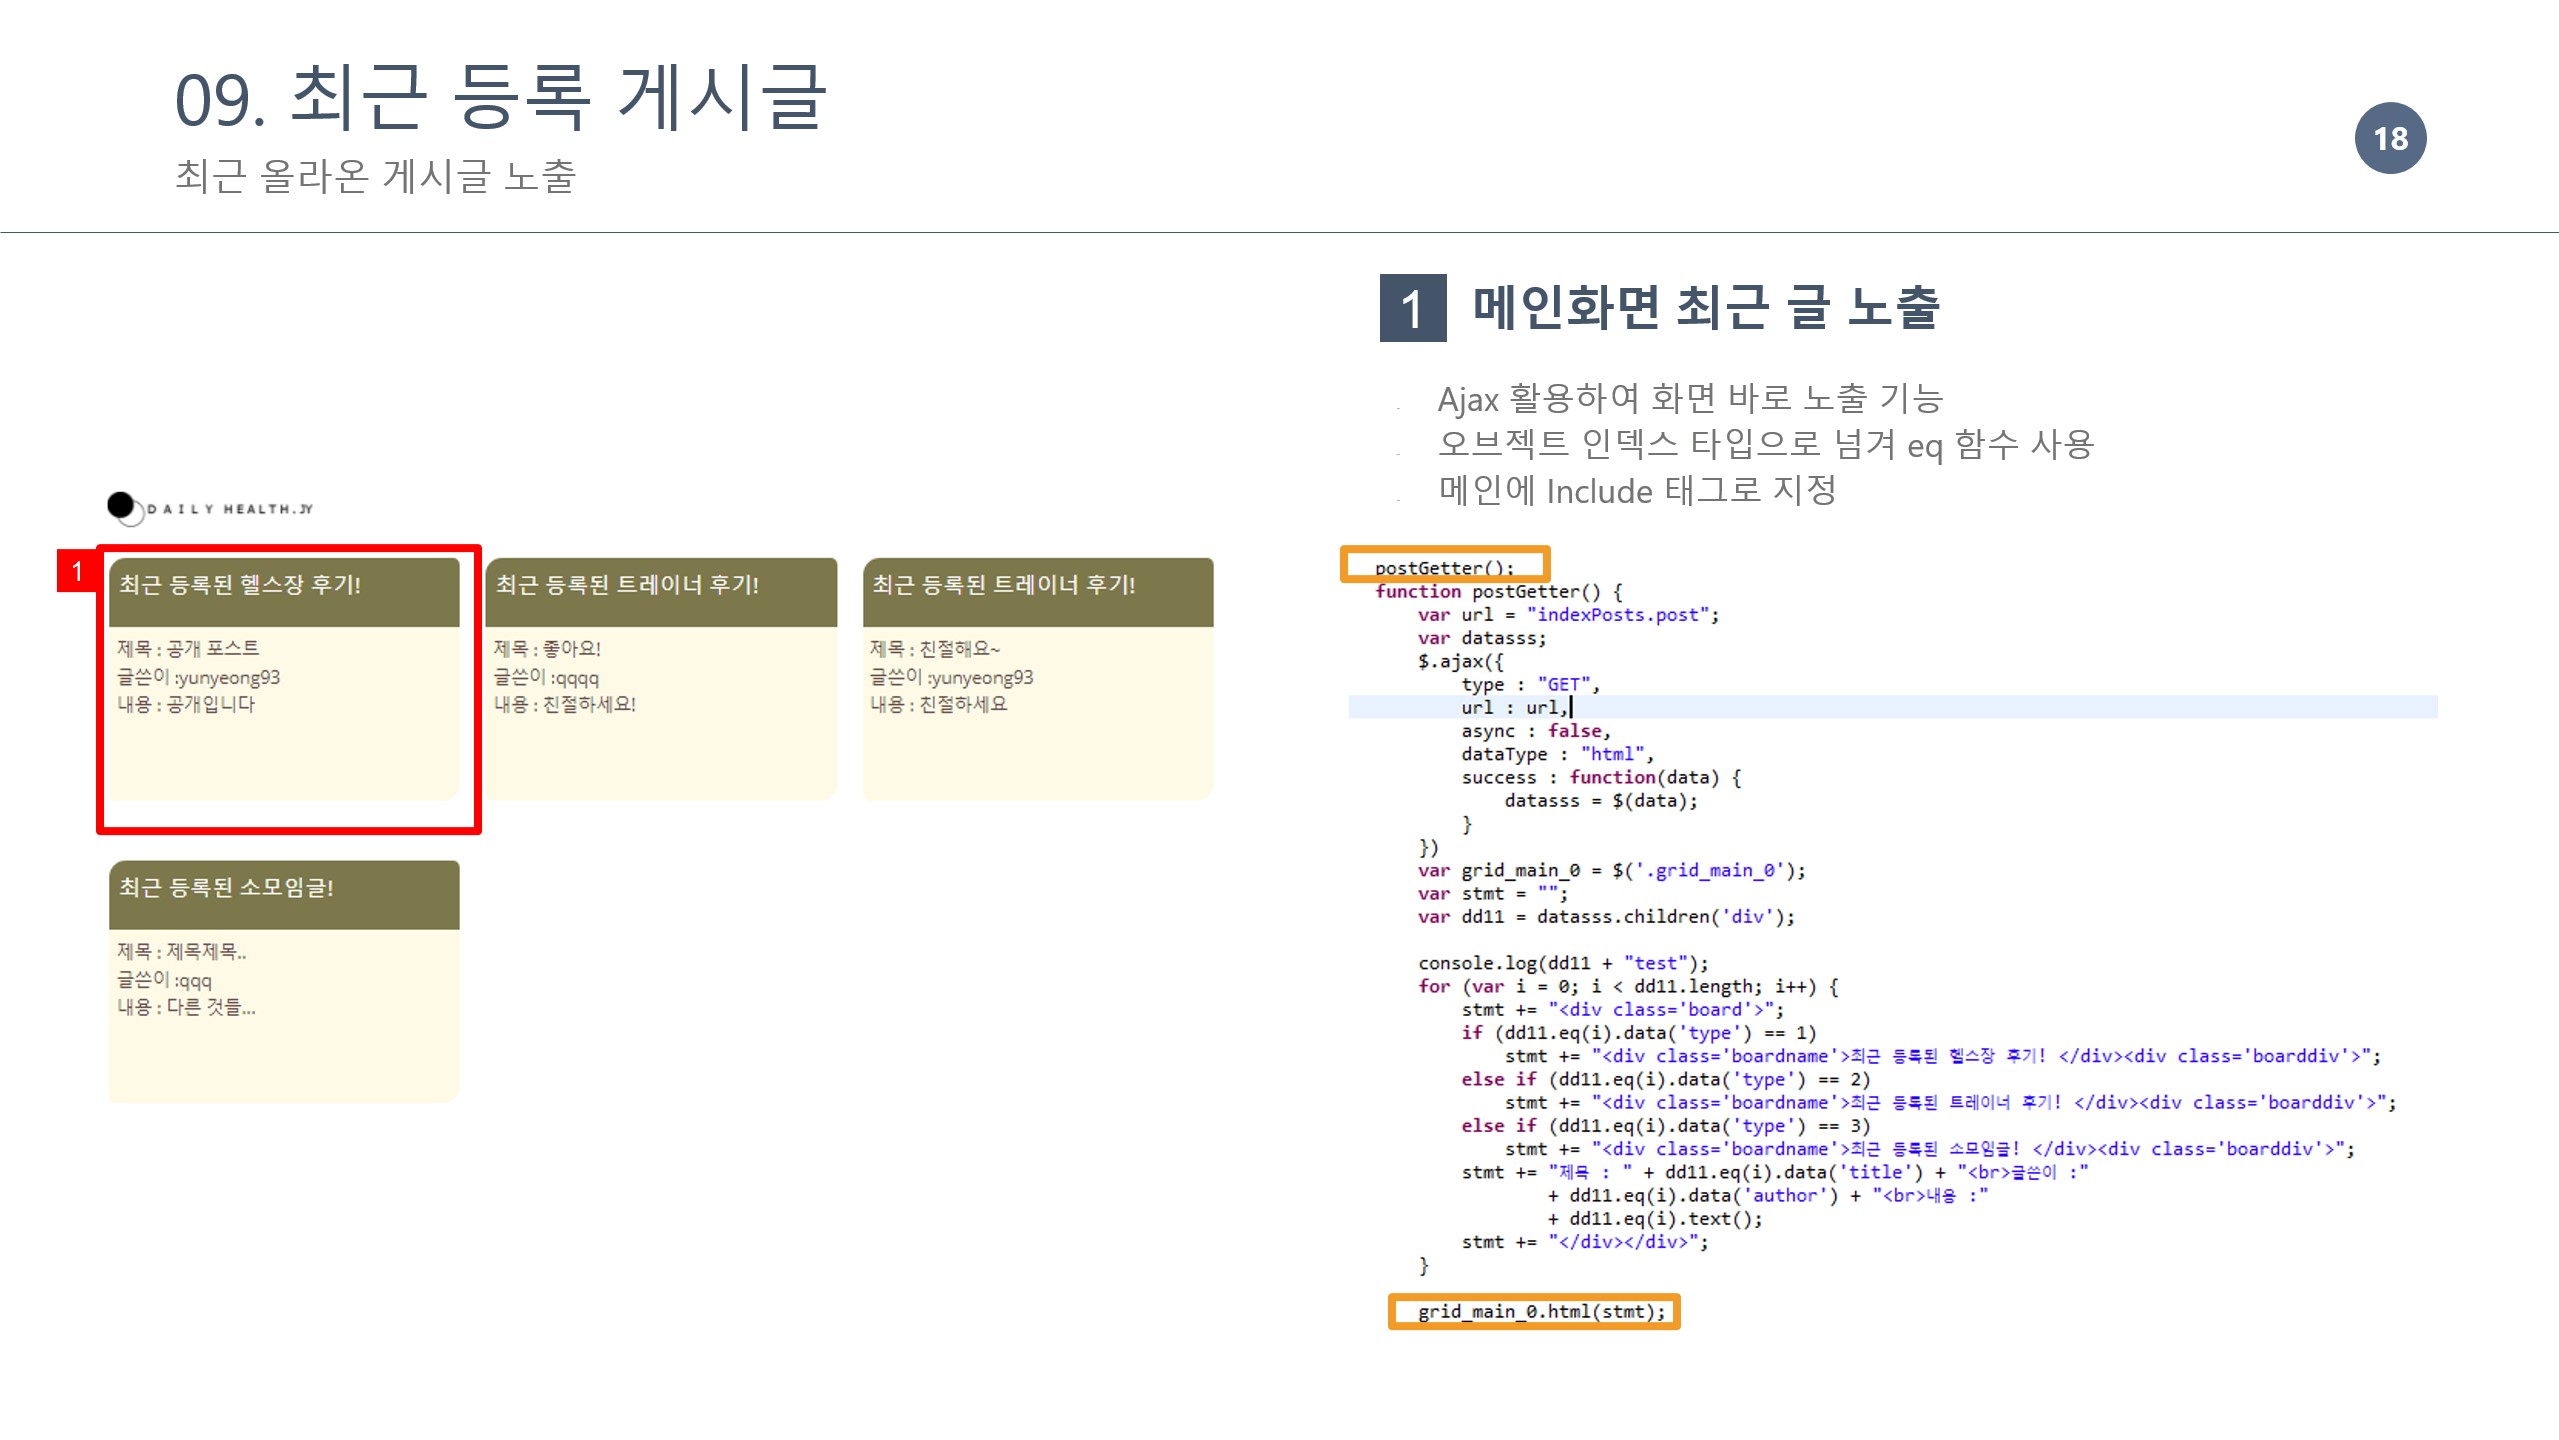 09. 최근 등록 게시글
최근 올라온 게시글 노출
18
1 메인화면 최근 글 노출
- Ajax 활용하여 화면 바로 노출 기능
- 오브젝트 인덱스 타입으로 넘겨 eq 함수 사용
- 메인에 Include 태그로 지정
DAILY HEALTH.JY
1
최근 등록된 헬스장 후기!
제목 : 공개 포스트
글쓴이 :yunyeong93
내용 : 공개입니다
최근 등록된 트레이너 후기!
제목 : 좋아요!
글쓴이 :qqqq
내용 : 친절하세요!
최근 등록된 트레이너 후기!
제목 : 친절해요~
글쓴이 :yunyeong93
내용 : 친절하세요
최근 등록된 소모임글!
제목 : 제목제목..
글쓴이 :qqq
내용 : 다른 것들...
postGetter();
function postGetter() {
var url = "indexPosts.post";
var datasss;
$.ajax({
type : "GET",
url : url,
async : false,
dataType : "html",
success : function(data) {
datasss = $(data);
}
})
var grid_main_0 = $('.grid_main_0');
var stmt = "";
var dd11 = datasss.children('div');
console.log(dd11 + "test");
for (var i = 0; i < dd11.length; i++) {
stmt += "<div class='board'>";
if (dd11.eq(i).data('type') == 1)
stmt += "<div class='boardname'>최근 등록된 헬스장 후기! </div><div class='boarddiv'>";
else if (dd11.eq(i).data('type') == 2)
stmt += "<div class='boardname'>최근 등록된 트레이너 후기! </div><div class='boarddiv'>";
else if (dd11.eq(i).data('type') == 3)
stmt += "<div class='boardname'>최근 등록된 소모임글! </div><div class='boarddiv'>";
stmt += "제목 : " + dd11.eq(i).data('title') + "<br>글쓴이 :"
+ dd11.eq(i).data('author') + "<br>내용 :"
+ dd11.eq(i).text();
stmt += "</div></div>";
}
grid_main_0.html(stmt);